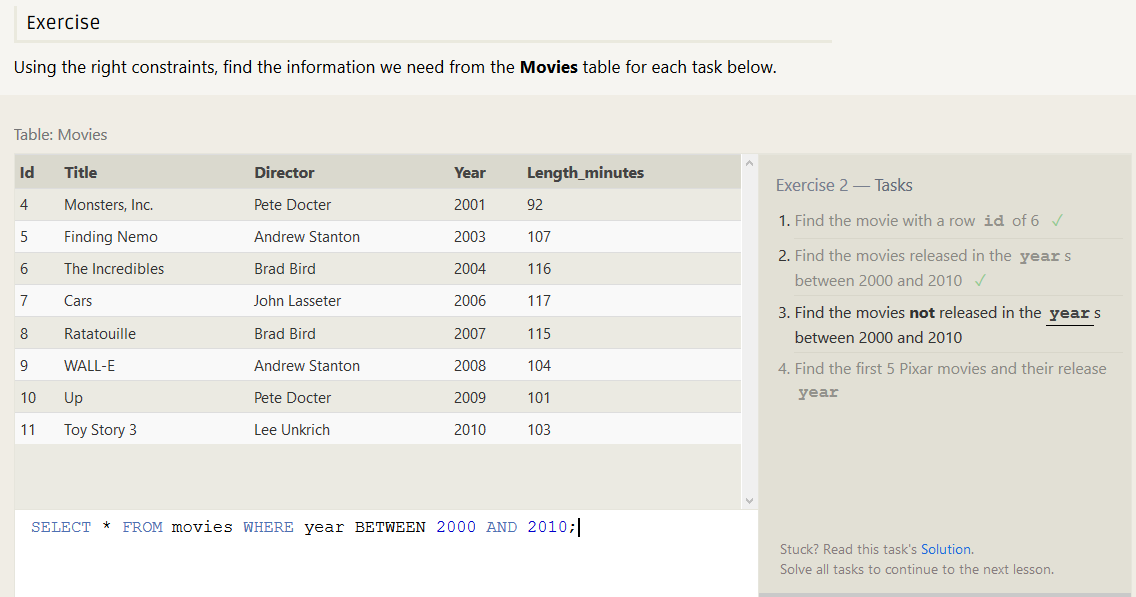 Exercise
Using the right constraints, find the information we need from the Movies table for each task below.
Table: Movies
Id Title Director Year Length_minutes
4 Monsters, Inc. Pete Docter 2001 92
5 Finding Nemo Andrew Stanton 2003 107
6 The Incredibles Brad Bird 2004 116
7 Cars John Lasseter 2006 117
8 Ratatouille Brad Bird 2007 115
9 WALL-E Andrew Stanton 2008 104
10 Up Pete Docter 2009 101
11 Toy Story 3 Lee Unkrich 2010 103
SELECT * FROM movies WHERE year BETWEEN 2000 AND 2010;
Exercise 2 — Tasks
1. Find the movie with a row id of 6 ✓
2. Find the movies released in the years
between 2000 and 2010 ✓
3. Find the movies not released in the years
between 2000 and 2010
4. Find the first 5 Pixar movies and their release
year
Stuck? Read this task's Solution.
Solve all tasks to continue to the next lesson.